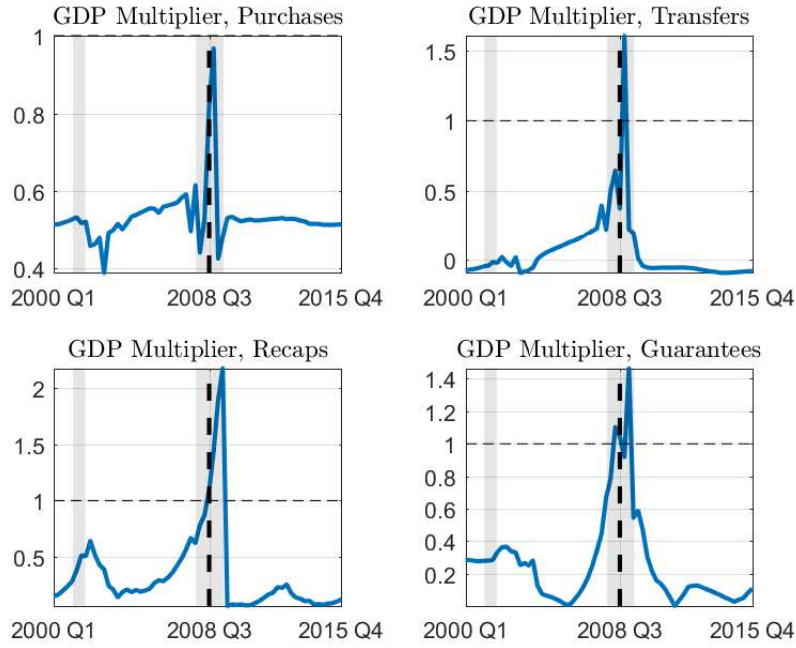 GDP Multiplier, Purchases
1
0.8
0.6
0.4
2000 Q1 2008 Q3 2015 Q4
GDP Multiplier, Transfers
1.5
1
0.5
0
2000 Q1 2008 Q3 2015 Q4
GDP Multiplier, Recaps
2
1.5
1
0.5
2000 Q1 2008 Q3 2015 Q4
GDP Multiplier, Guarantees
1.4
1.2
1
0.8
0.6
0.4
0.2
2000 Q1 2008 Q3 2015 Q4